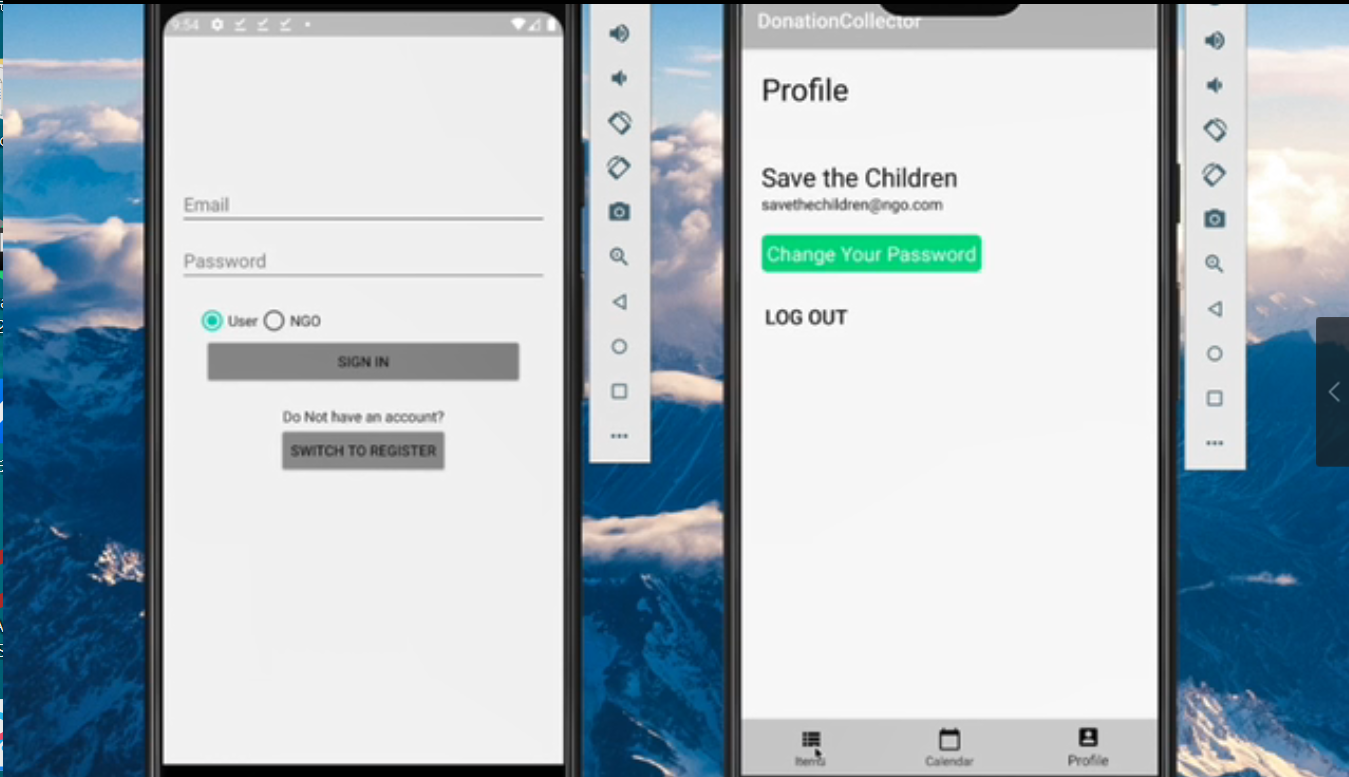 9:54
Email
Password
User NGO
SIGN IN
Do Not have an account?
SWITCH TO REGISTER
DonationCollector
Profile
Save the Children
savethechildren@ngo.com
Change Your Password
LOG OUT
Items Calendar Profile